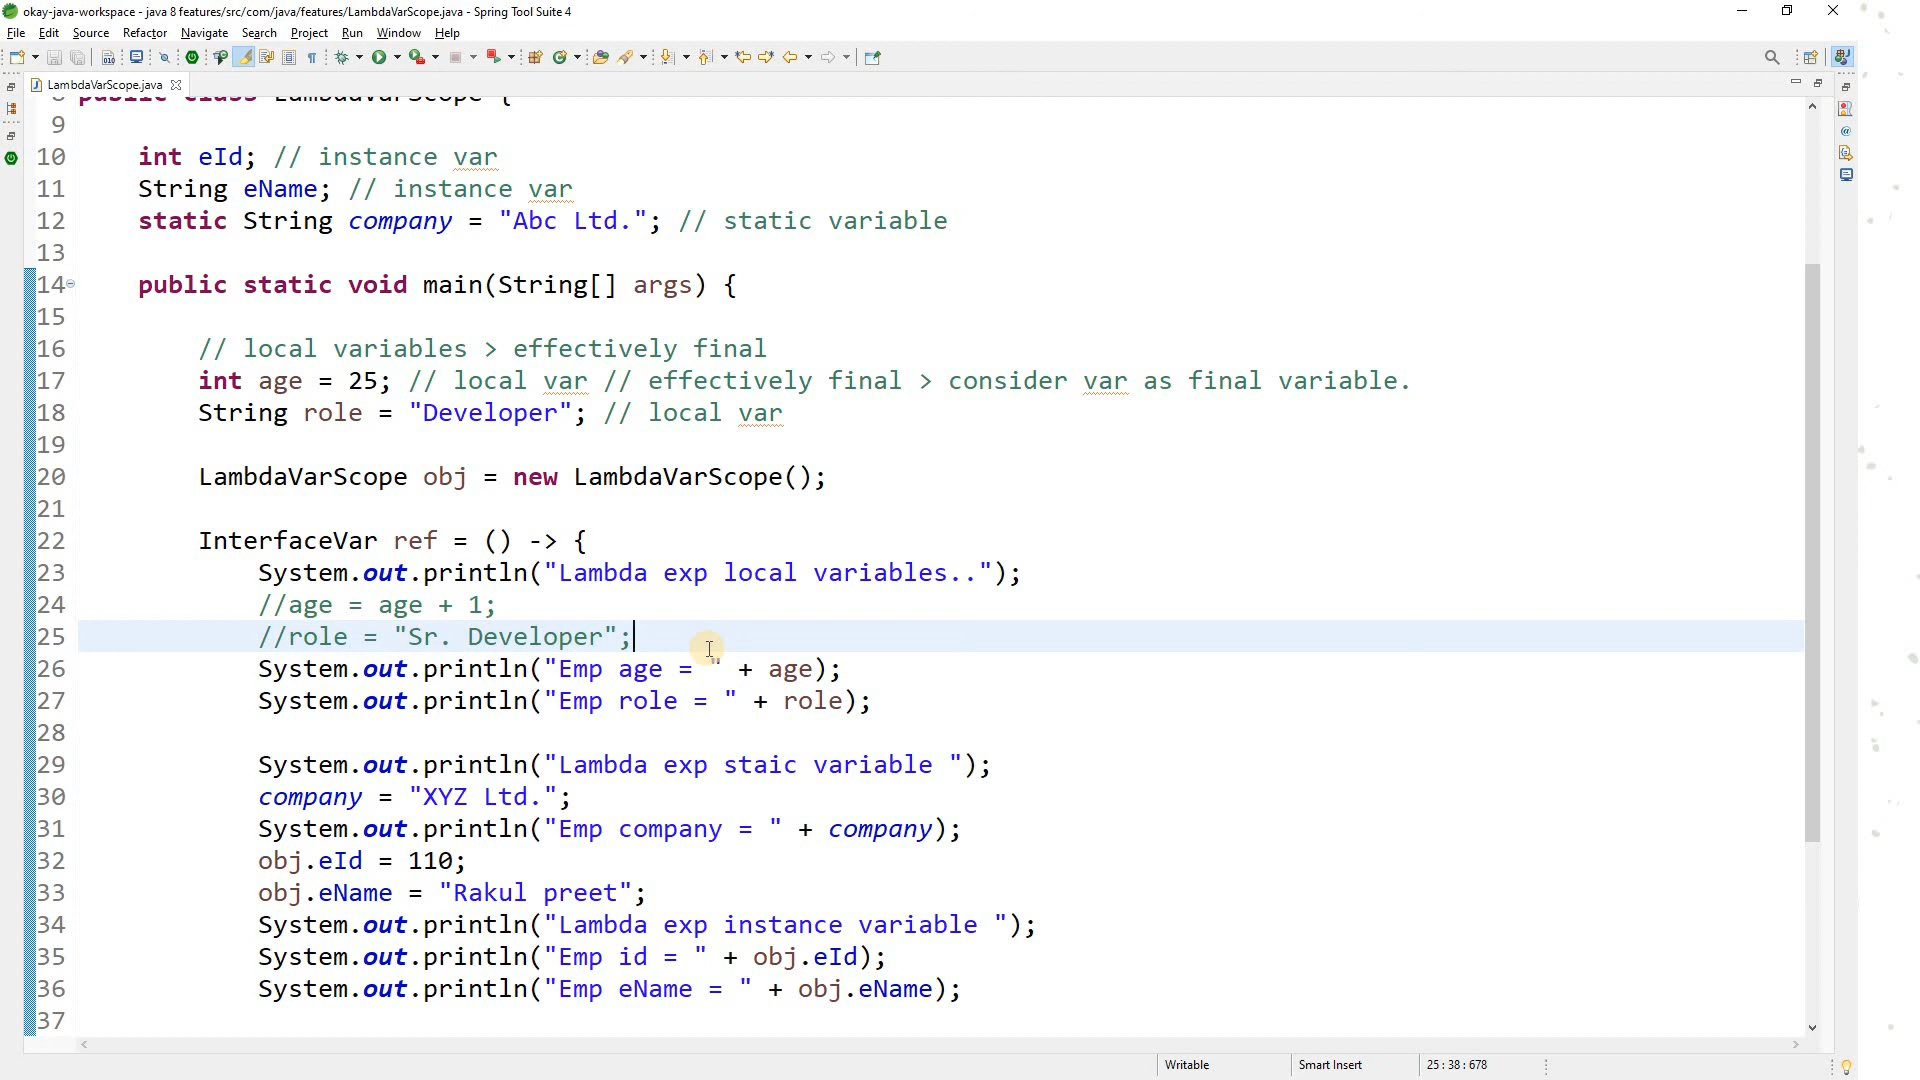 okay-java-workspace - java 8 features/src/com/java/features/LambdaVarScope.java - Spring Tool Suite 4
File Edit Source Refactor Navigate Search Project Run Window Help
LambdaVarScope.java
8 public class LambdaVarScope {
9
10 int eId; // instance var
11 String eName; // instance var
12 static String company = "Abc Ltd."; // static variable
13
14 public static void main(String[] args) {
15
16 // local variables > effectively final
17 int age = 25; // local var // effectively final > consider var as final variable.
18 String role = "Developer"; // local var
19
20 LambdaVarScope obj = new LambdaVarScope();
21
22 InterfaceVar ref = () -> {
23 System.out.println("Lambda exp local variables..");
24 //age = age + 1;
25 //role = "Sr. Developer";
26 System.out.println("Emp age = " + age);
27 System.out.println("Emp role = " + role);
28
29 System.out.println("Lambda exp staic variable ");
30 company = "XYZ Ltd.";
31 System.out.println("Emp company = " + company);
32 obj.eId = 110;
33 obj.eName = "Rakul preet";
34 System.out.println("Lambda exp instance variable ");
35 System.out.println("Emp id = " + obj.eId);
36 System.out.println("Emp eName = " + obj.eName);
37
Writable Smart Insert 25 : 38 : 678